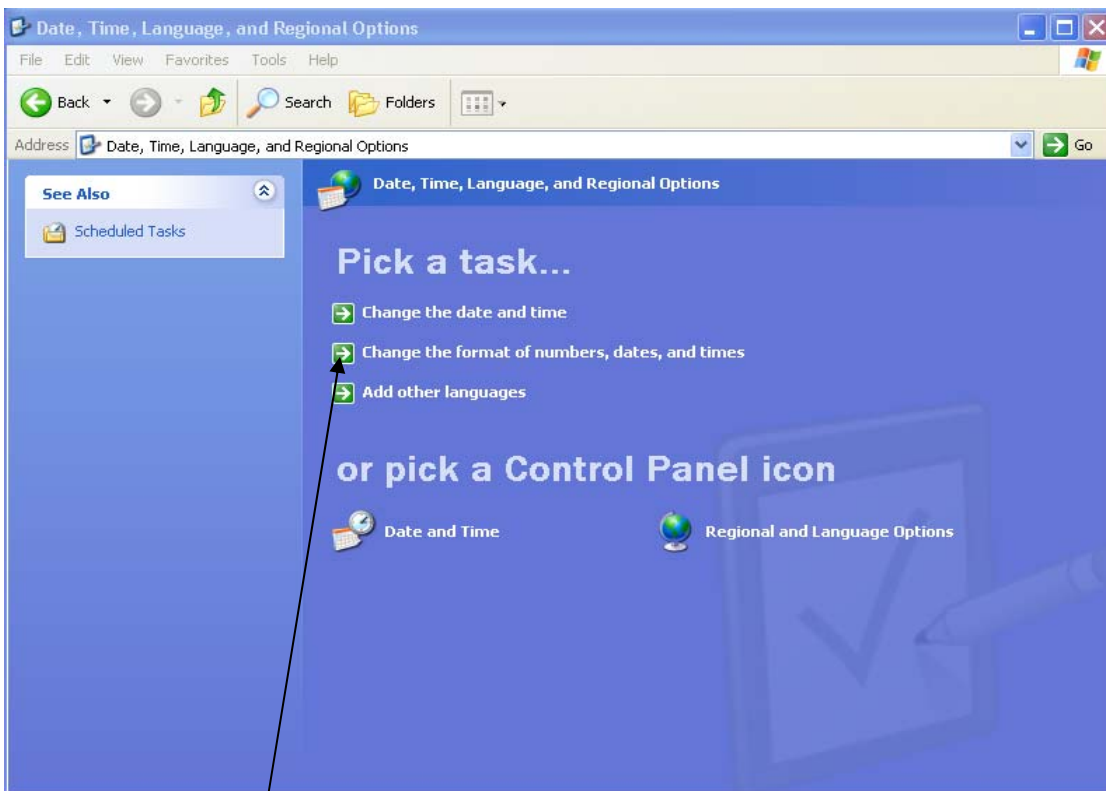 Date, Time, Language, and Regional Options
File Edit View Favorites Tools Help
Back Search Folders
Address Date, Time, Language, and Regional Options Go
See Also
Scheduled Tasks
Date, Time, Language, and Regional Options
Pick a task...
Change the date and time
Change the format of numbers, dates, and times
Add other languages
or pick a Control Panel icon
Date and Time Regional and Language Options